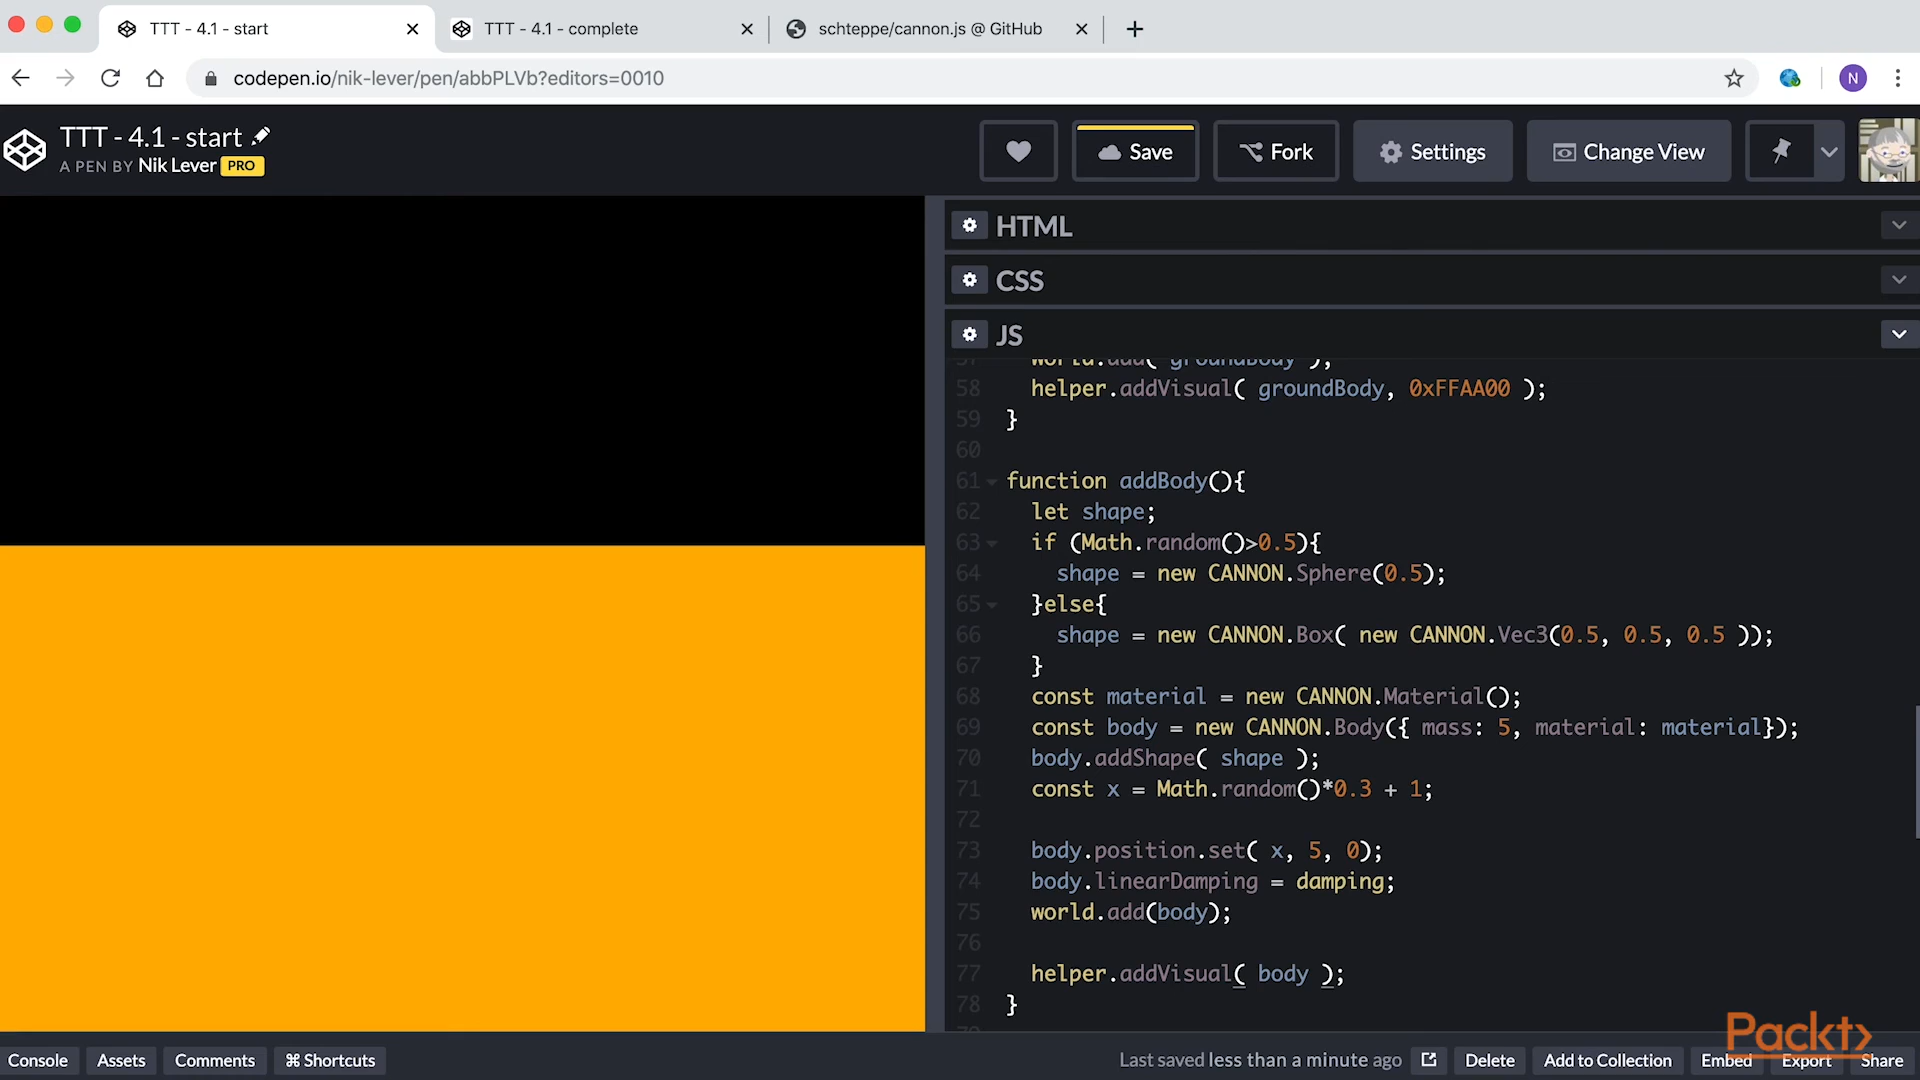 TTT - 4.1 - start
TTT - 4.1 - complete
schteppe/cannon.js @ GitHub
codepen.io/nik-lever/pen/abbPLVb?editors=0010
N
TTT - 4.1 - start
A PEN BY Nik Lever PRO
Save
Fork
Settings
Change View
HTML
CSS
JS
57 world.add( groundBody );
58 helper.addVisual( groundBody, 0xFFAA00 );
59 }
60
61 function addBody(){
62 let shape;
63 if (Math.random()>0.5){
64 shape = new CANNON.Sphere(0.5);
65 }else{
66 shape = new CANNON.Box( new CANNON.Vec3(0.5, 0.5, 0.5 ));
67 }
68 const material = new CANNON.Material();
69 const body = new CANNON.Body({ mass: 5, material: material});
70 body.addShape( shape );
71 const x = Math.random()*0.3 + 1;
72
73 body.position.set( x, 5, 0);
74 body.linearDamping = damping;
75 world.add(body);
76
77 helper.addVisual( body );
78 }
79
Packt>
Console
Assets
Comments
⌘ Shortcuts
Last saved less than a minute ago
Delete
Add to Collection
Embed
Export
Share